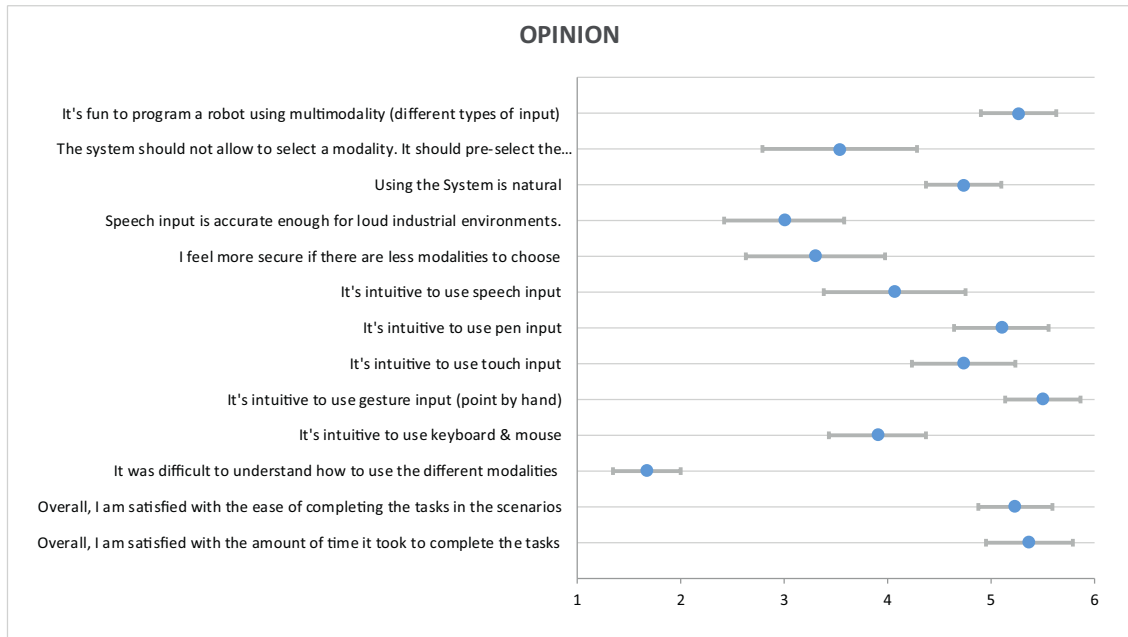 OPINION
It's fun to program a robot using multimodality (different types of input)
The system should not allow to select a modality. It should pre-select the...
Using the System is natural
Speech input is accurate enough for loud industrial environments.
I feel more secure if there are less modalities to choose
It's intuitive to use speech input
It's intuitive to use pen input
It's intuitive to use touch input
It's intuitive to use gesture input (point by hand)
It's intuitive to use keyboard & mouse
It was difficult to understand how to use the different modalities
Overall, I am satisfied with the ease of completing the tasks in the scenarios
Overall, I am satisfied with the amount of time it took to complete the tasks
1 2 3 4 5 6